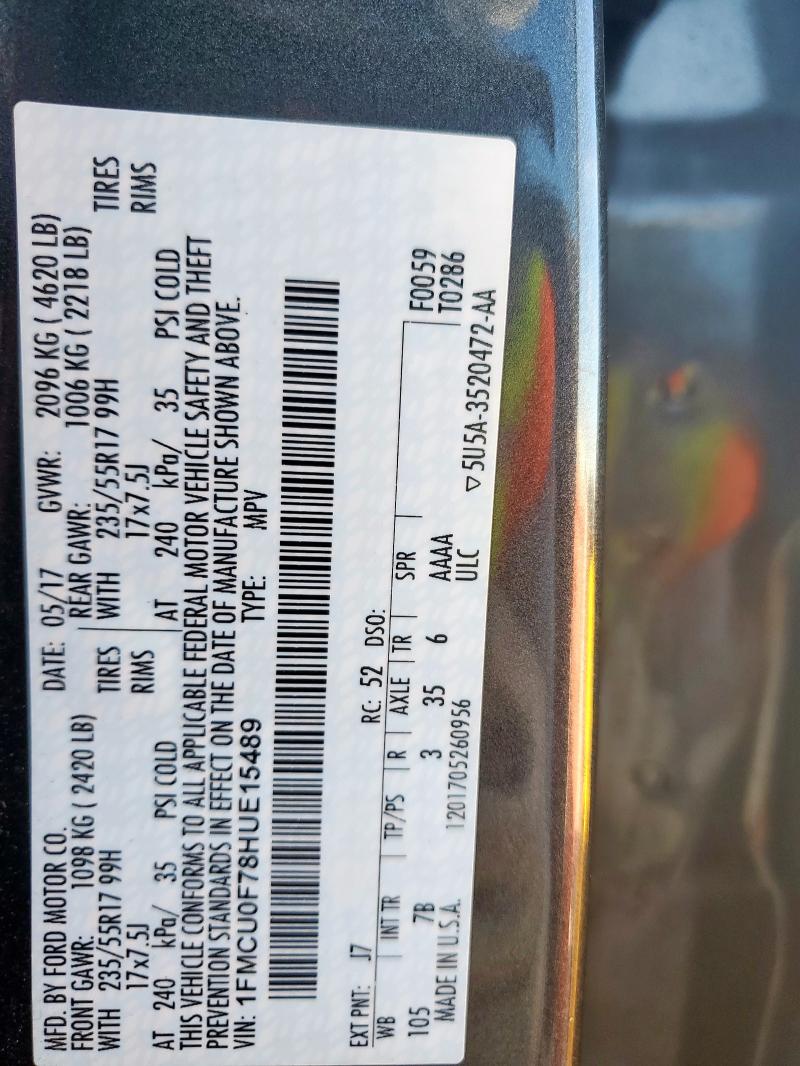 MFD. BY FORD MOTOR CO. DATE: 05/17 GVWR: 2096 KG ( 4620 LB)
FRONT GAWR: 1098 KG ( 2420 LB) REAR GAWR: 1006 KG ( 2218 LB)
WITH 235/55R17 99H TIRES WITH 235/55R17 99H TIRES
17x7.5J RIMS 17x7.5J RIMS
AT 240 kPa/ 35 PSI COLD AT 240 kPa/ 35 PSI COLD
THIS VEHICLE CONFORMS TO ALL APPLICABLE FEDERAL MOTOR VEHICLE SAFETY AND THEFT
PREVENTION STANDARDS IN EFFECT ON THE DATE OF MANUFACTURE SHOWN ABOVE.
VIN: 1FMCU0F78HUE15489 TYPE: MPV
EXT PNT: J7 RC: 52 DSO:
WB INT TR TP/PS R AXLE TR SPR F0059
105 7B 3 35 6 AAAA T0286
MADE IN U.S.A. 1201705260956 ULC ▽5U5A-3520472-AA